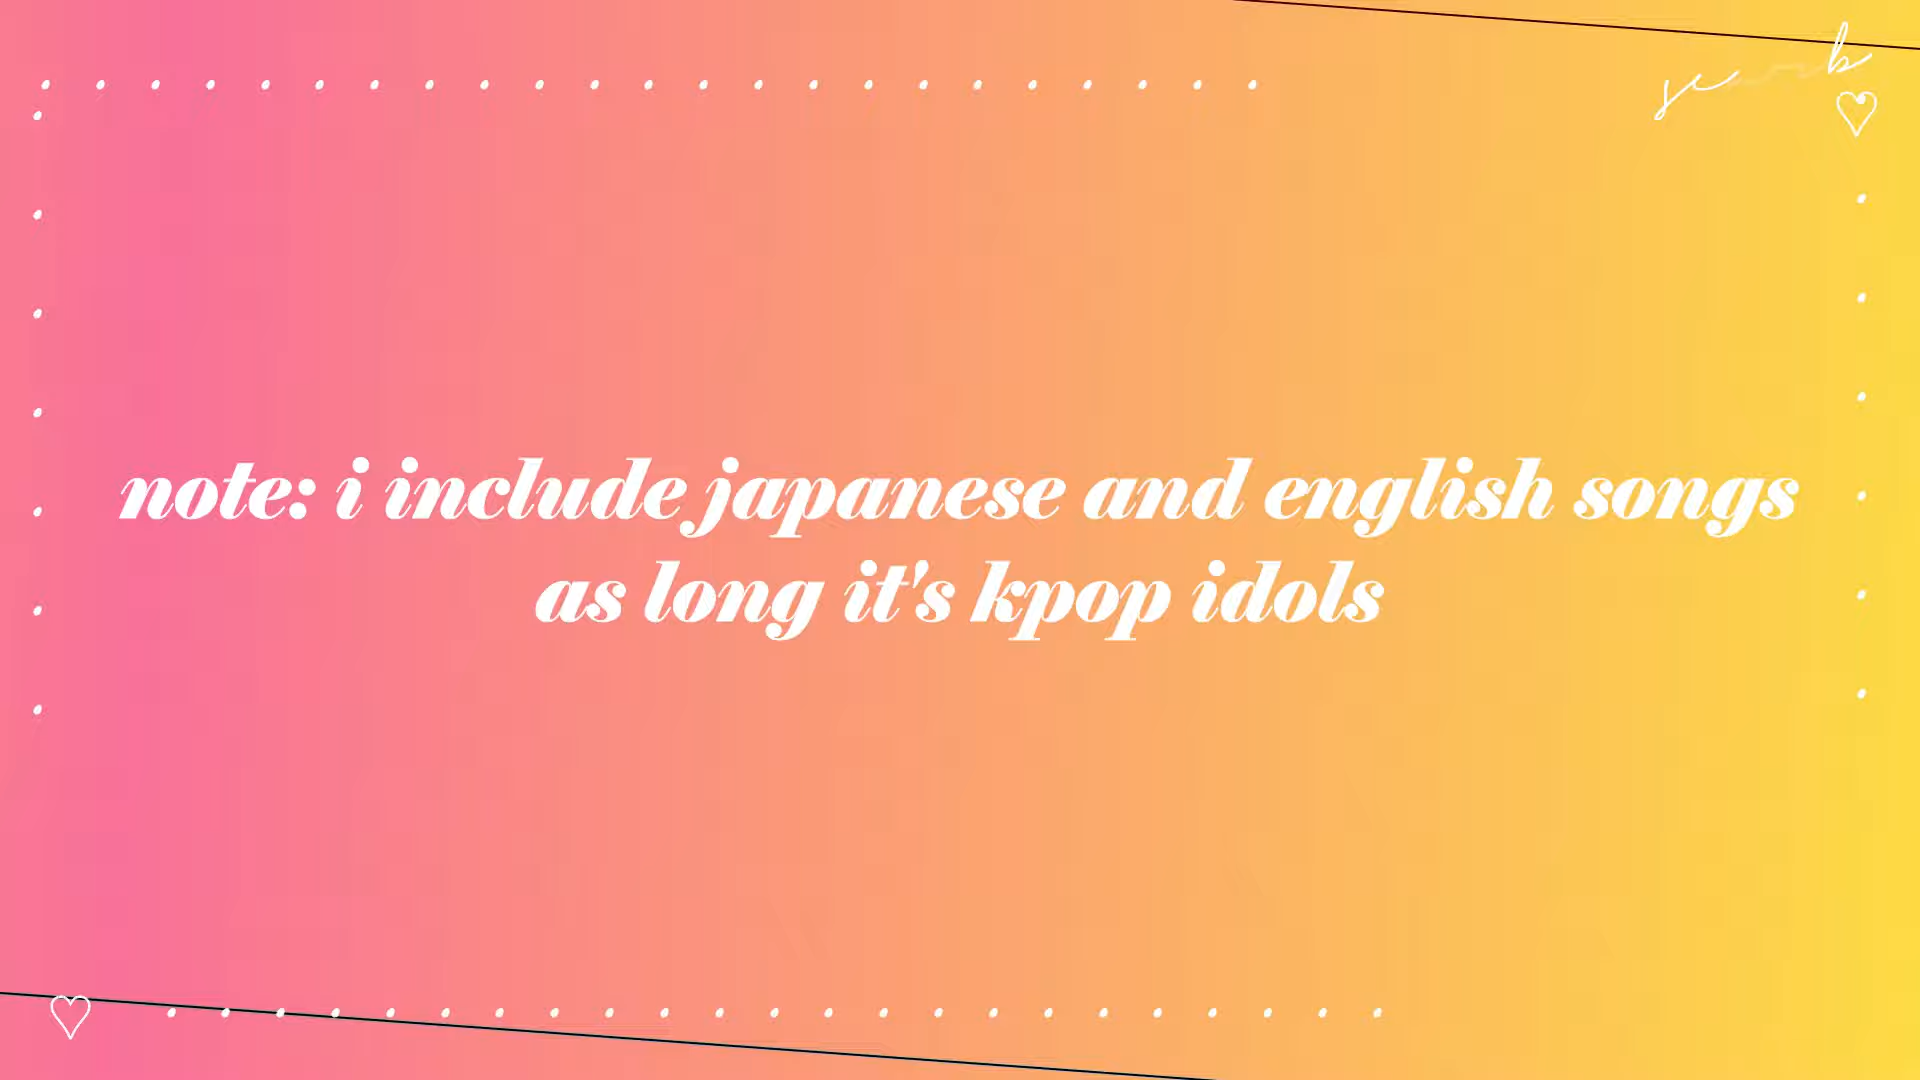 note: i include japanese and english songs
as long it's kpop idols